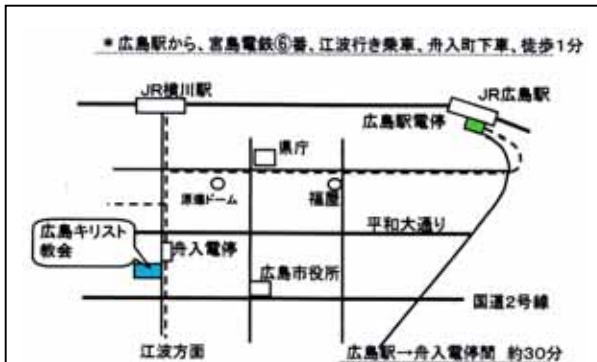 ＊広島駅から、宮島電鉄⑥番、江波行き乗車、舟入町下車、徒歩1分
JR横川駅
JR広島駅
広島駅電停
県庁
原爆ドーム
福屋
平和大通り
広島キリスト
教会
舟入電停
広島市役所
国道2号線
江波方面
広島駅→舟入電停間 約30分